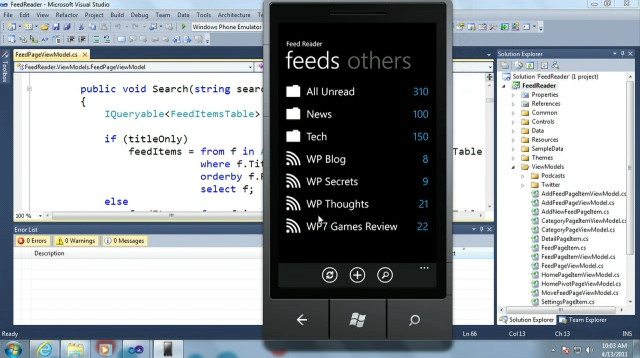 FeedReader - Microsoft Visual Studio
File Edit View Refactor Project Build Debug Team Data Tools Architecture
Windows Phone Emulator
Toolbox
FeedPageViewModel.cs
FeedReader.ViewModels.FeedPageViewModel
public void Search(string sear
{
IQueryable<FeedItemsTable>
if (titleOnly)
feedItems = from f in
where f.Ti
orderby f.
select f;
else
100 %
Error List
0 Errors
0 Warnings
0 Messages
Description
Ready
Feed Reader
feeds others
All Unread 310
News 100
Tech 150
WP Blog 8
WP Secrets 9
WP Thoughts 21
WP7 Games Review 22
Table
Solution Explorer
Solution 'FeedReader' (1 project)
FeedReader
Properties
References
Common
Controls
Data
Resources
SampleData
Themes
ViewModels
Podcasts
Twitter
AddFeedPageItemViewModel.cs
AddFeedPageViewModel.cs
AddNewFeedPageItem.cs
CategoryPageItemViewModel.cs
CategoryPageViewModel.cs
DetailPageItem.cs
FeedPageItemViewModel.cs
FeedPageViewModel.cs
HomePageItemViewModel.cs
HomePivotPageViewModel.cs
MoveFeedPageViewModel.cs
SettingsPageItem.cs
Solution Explorer
Team Explorer
Ln 66 Col 13 Ch 13 INS
10:03 AM
4/13/2011